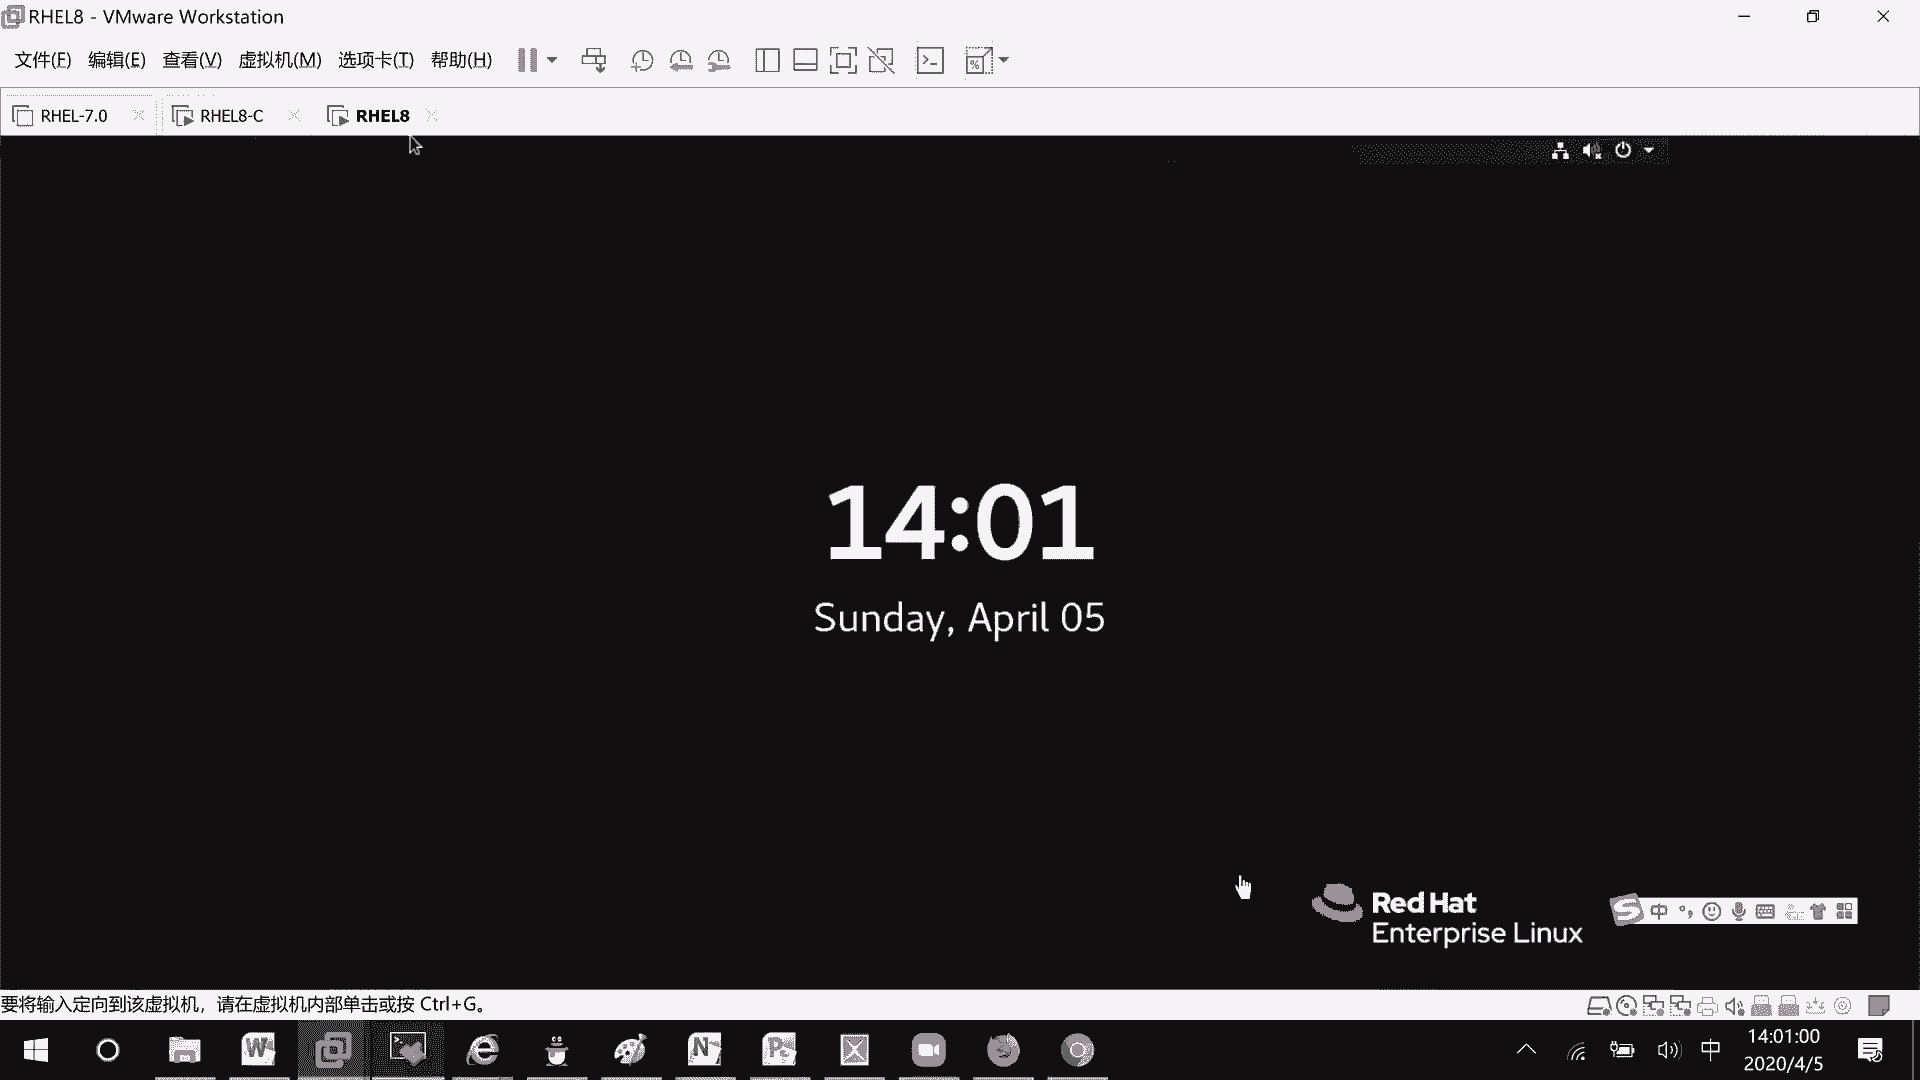 RHEL8 - VMware Workstation
文件(F) 编辑(E) 查看(V) 虚拟机(M) 选项卡(T) 帮助(H)
RHEL-7.0 RHEL8-C RHEL8
14:01
Sunday, April 05
Red Hat
Enterprise Linux
中
要将输入定向到该虚拟机，请在虚拟机内部单击或按 Ctrl+G。
中
14:01:00
2020/4/5